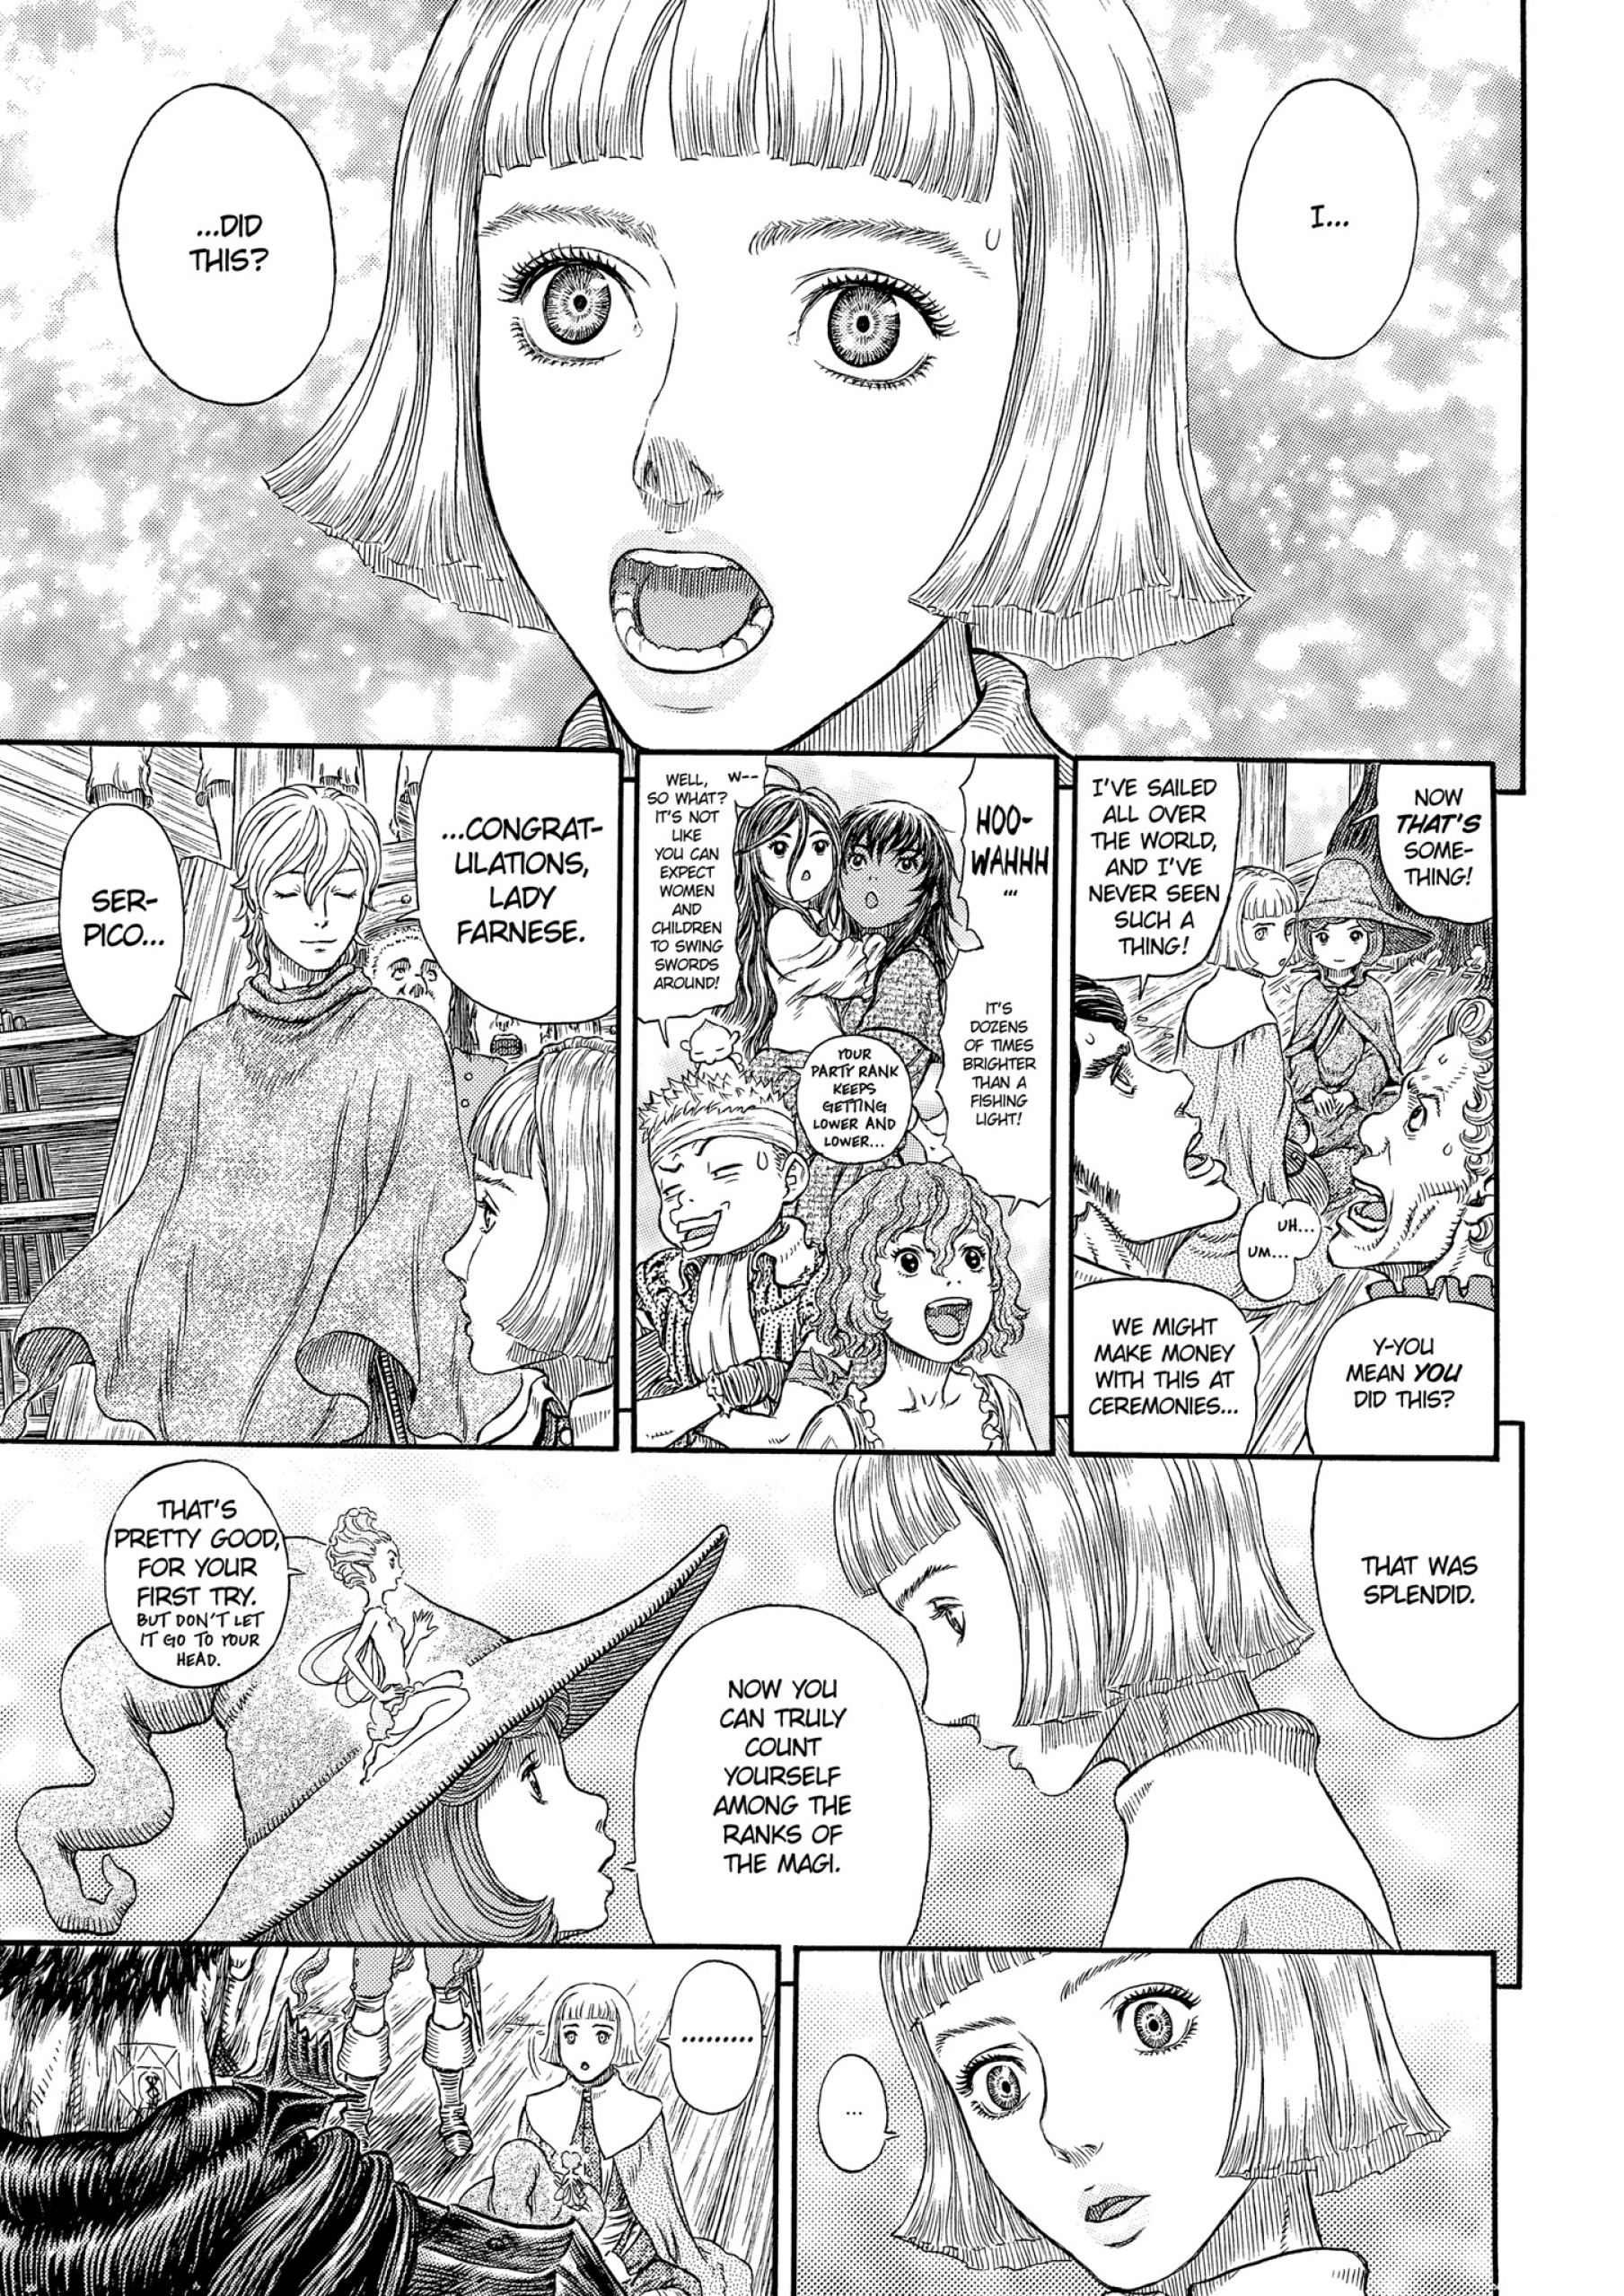 I...
...DID
THIS?
NOW
THAT'S
SOME-
THING!
I'VE SAILED
ALL OVER
THE WORLD,
AND I'VE
NEVER SEEN
SUCH A
THING!
UH...
UM...
Y-YOU
MEAN YOU
DID THIS?
WE MIGHT
MAKE MONEY
WITH THIS AT
CEREMONIES...
HOO-
WAHHH
...
IT'S
DOZENS
OF TIMES
BRIGHTER
THAN A
FISHING
LIGHT!
W--
WELL,
SO WHAT?
IT'S NOT
LIKE
YOU CAN
EXPECT
WOMEN
AND
CHILDREN
TO SWING
SWORDS
AROUND!
YOUR
PARTY RANK
KEEPS
GETTING
LOWER AND
LOWER...
...CONGRAT-
ULATIONS,
LADY
FARNESE.
SER-
PICO...
THAT WAS
SPLENDID.
NOW YOU
CAN TRULY
COUNT
YOURSELF
AMONG THE
RANKS OF
THE MAGI.
THAT'S
PRETTY GOOD,
FOR YOUR
FIRST TRY.
BUT DON'T LET
IT GO TO YOUR
HEAD.
...
..........